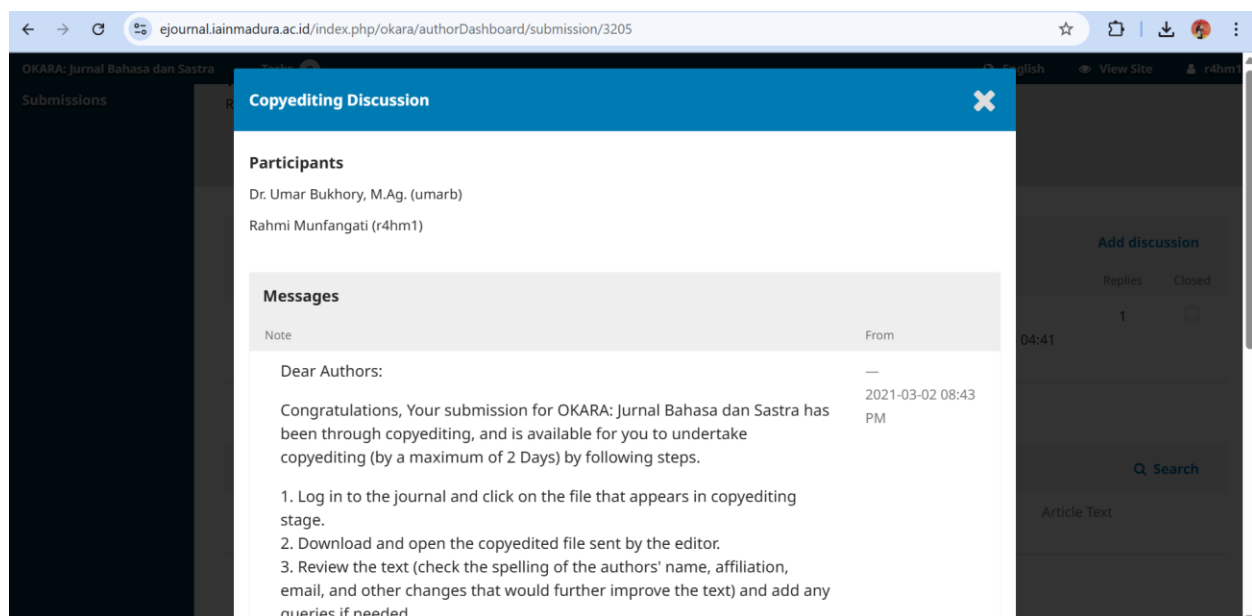 ejournal.iainmadura.ac.id/index.php/okara/authorDashboard/submission/3205
OKARA: Jurnal Bahasa dan Sastra
Tasks
English
View Site
r4hm1
Submissions
Copyediting Discussion
Participants
Dr. Umar Bukhory, M.Ag. (umarb)
Rahmi Munfangati (r4hm1)
Add discussion
Replies
Closed
1
04:41
Messages
Note
From
Dear Authors:
—
2021-03-02 08:43
PM
Congratulations, Your submission for OKARA: Jurnal Bahasa dan Sastra has
been through copyediting, and is available for you to undertake
copyediting (by a maximum of 2 Days) by following steps.
Search
Article Text
1. Log in to the journal and click on the file that appears in copyediting
stage.
2. Download and open the copyedited file sent by the editor.
3. Review the text (check the spelling of the authors' name, affiliation,
email, and other changes that would further improve the text) and add any
queries if needed